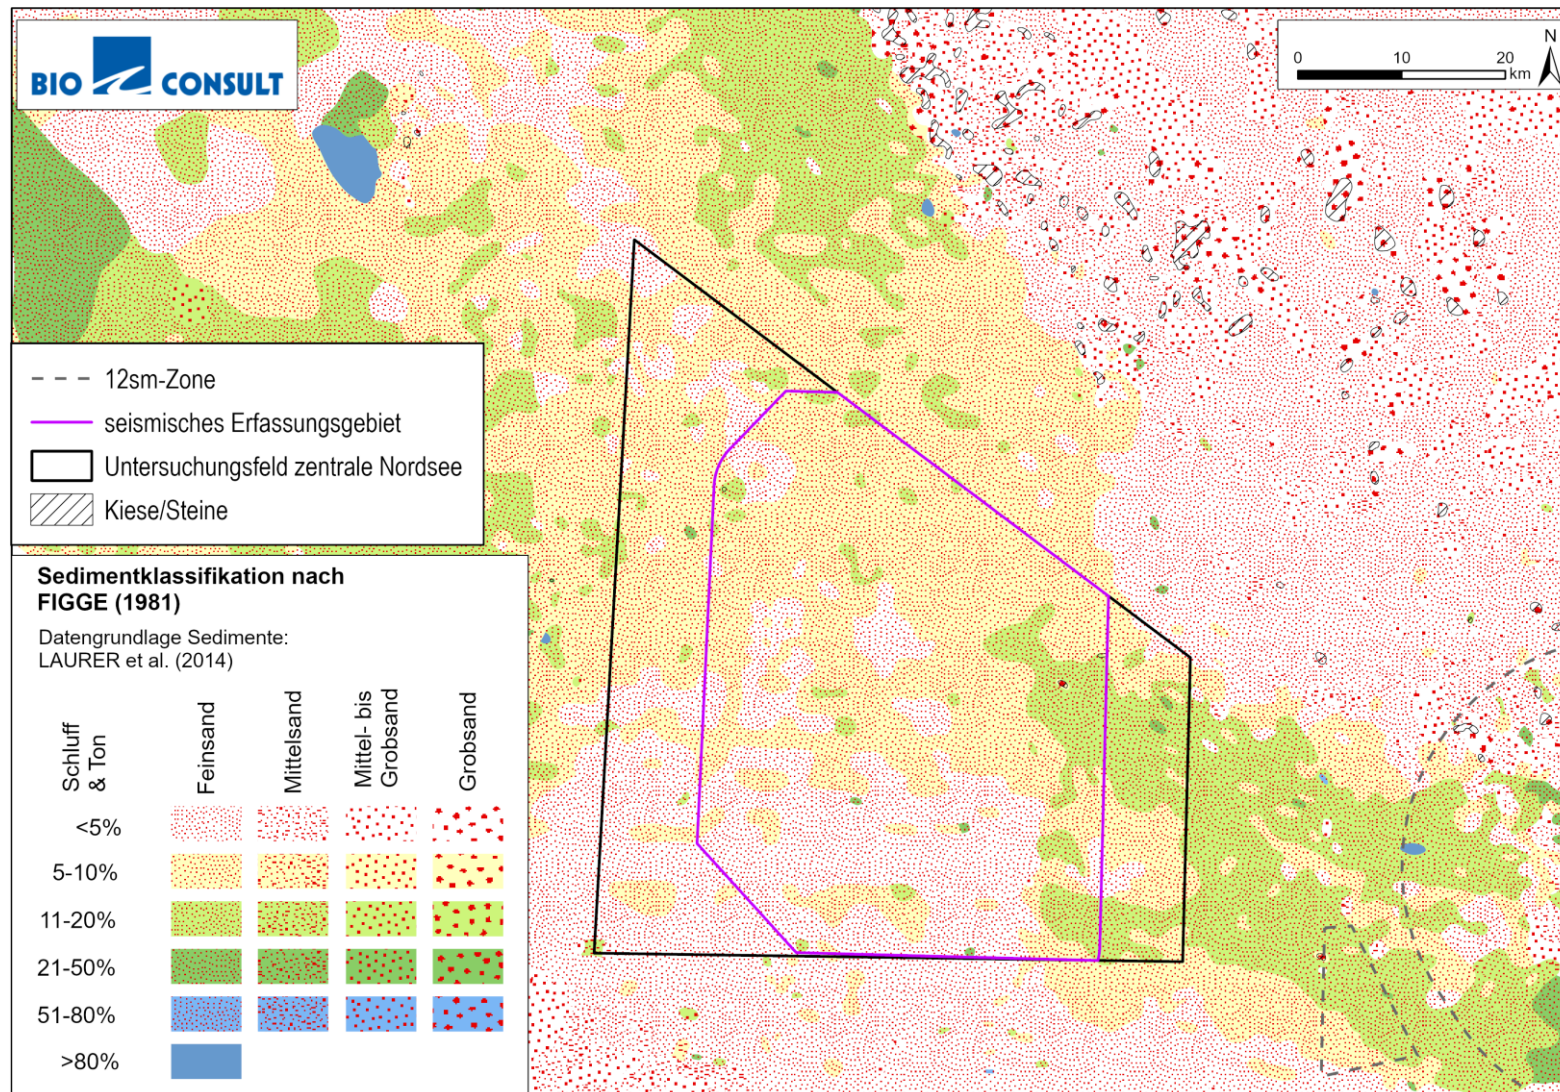 BIO CONSULT
N
0 10 20
km
12sm-Zone
seismisches Erfassungsgebiet
Untersuchungsfeld zentrale Nordsee
Kiese/Steine
Sedimentklassifikation nach
FIGGE (1981)
Datengrundlage Sedimente:
LAURER et al. (2014)
Schluff
& Ton
Feinsand
Mittelsand
Mittel- bis
Grobsand
Grobsand
<5%
5-10%
11-20%
21-50%
51-80%
>80%